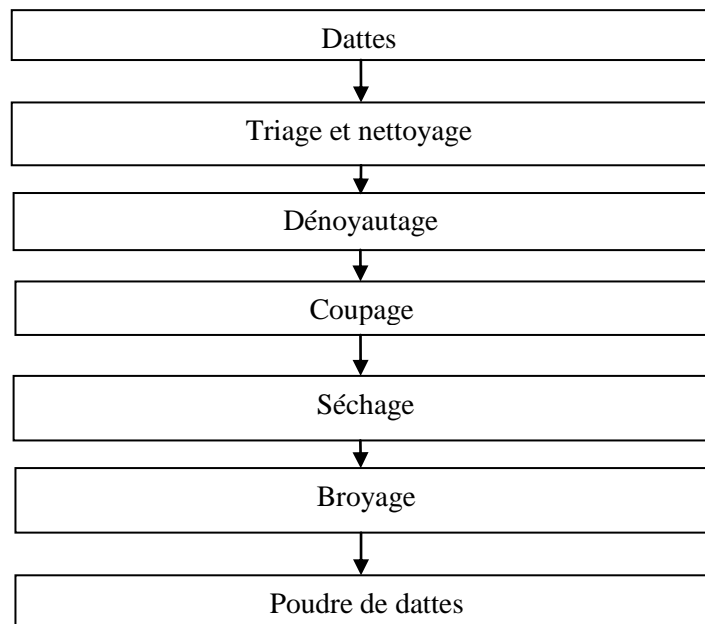 Dattes
Triage et nettoyage
Dénoyautage
Coupage
Séchage
Broyage
Poudre de dattes